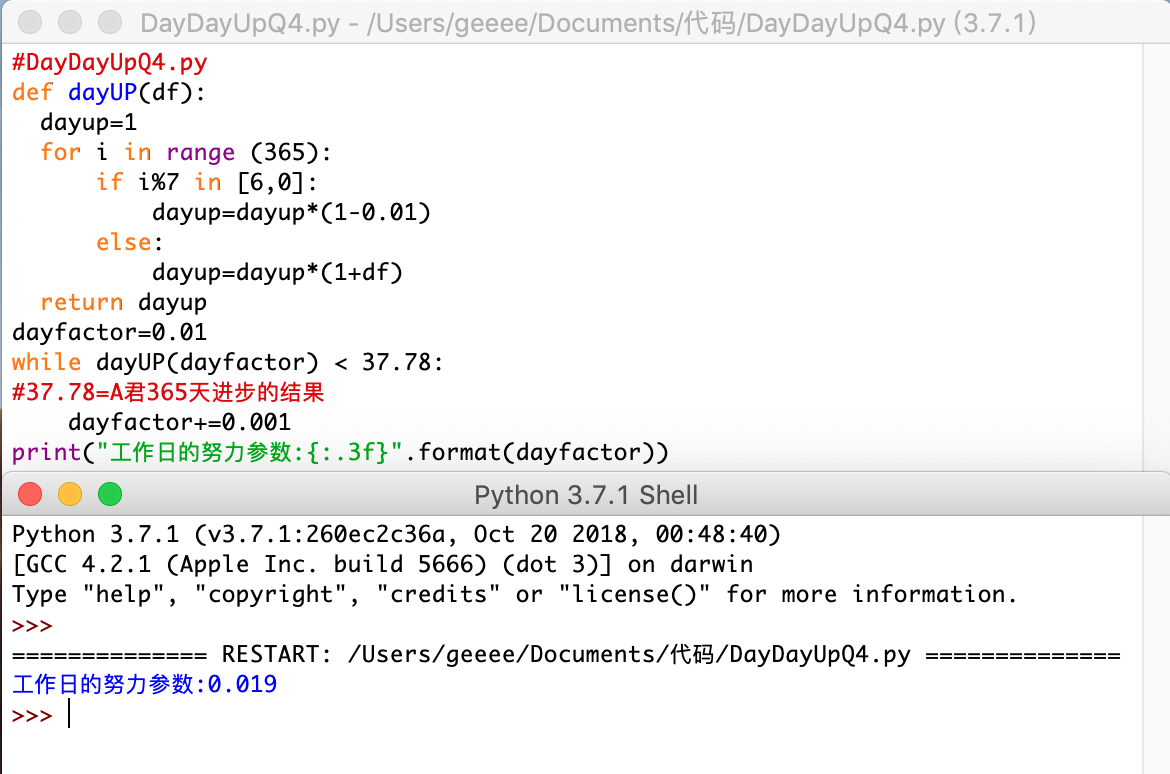 DayDayUpQ4.py - /Users/geeee/Documents/代码/DayDayUpQ4.py (3.7.1)
#DayDayUpQ4.py
def dayUP(df):
  dayup=1
  for i in range (365):
      if i%7 in [6,0]:
          dayup=dayup*(1-0.01)
      else:
          dayup=dayup*(1+df)
  return dayup
dayfactor=0.01
while dayUP(dayfactor) < 37.78:
#37.78=A君365天进步的结果
    dayfactor+=0.001
print("工作日的努力参数:{:.3f}".format(dayfactor))
Python 3.7.1 Shell
Python 3.7.1 (v3.7.1:260ec2c36a, Oct 20 2018, 00:48:40)
[GCC 4.2.1 (Apple Inc. build 5666) (dot 3)] on darwin
Type "help", "copyright", "credits" or "license()" for more information.
>>>
============== RESTART: /Users/geeee/Documents/代码/DayDayUpQ4.py ==============
工作日的努力参数:0.019
>>>